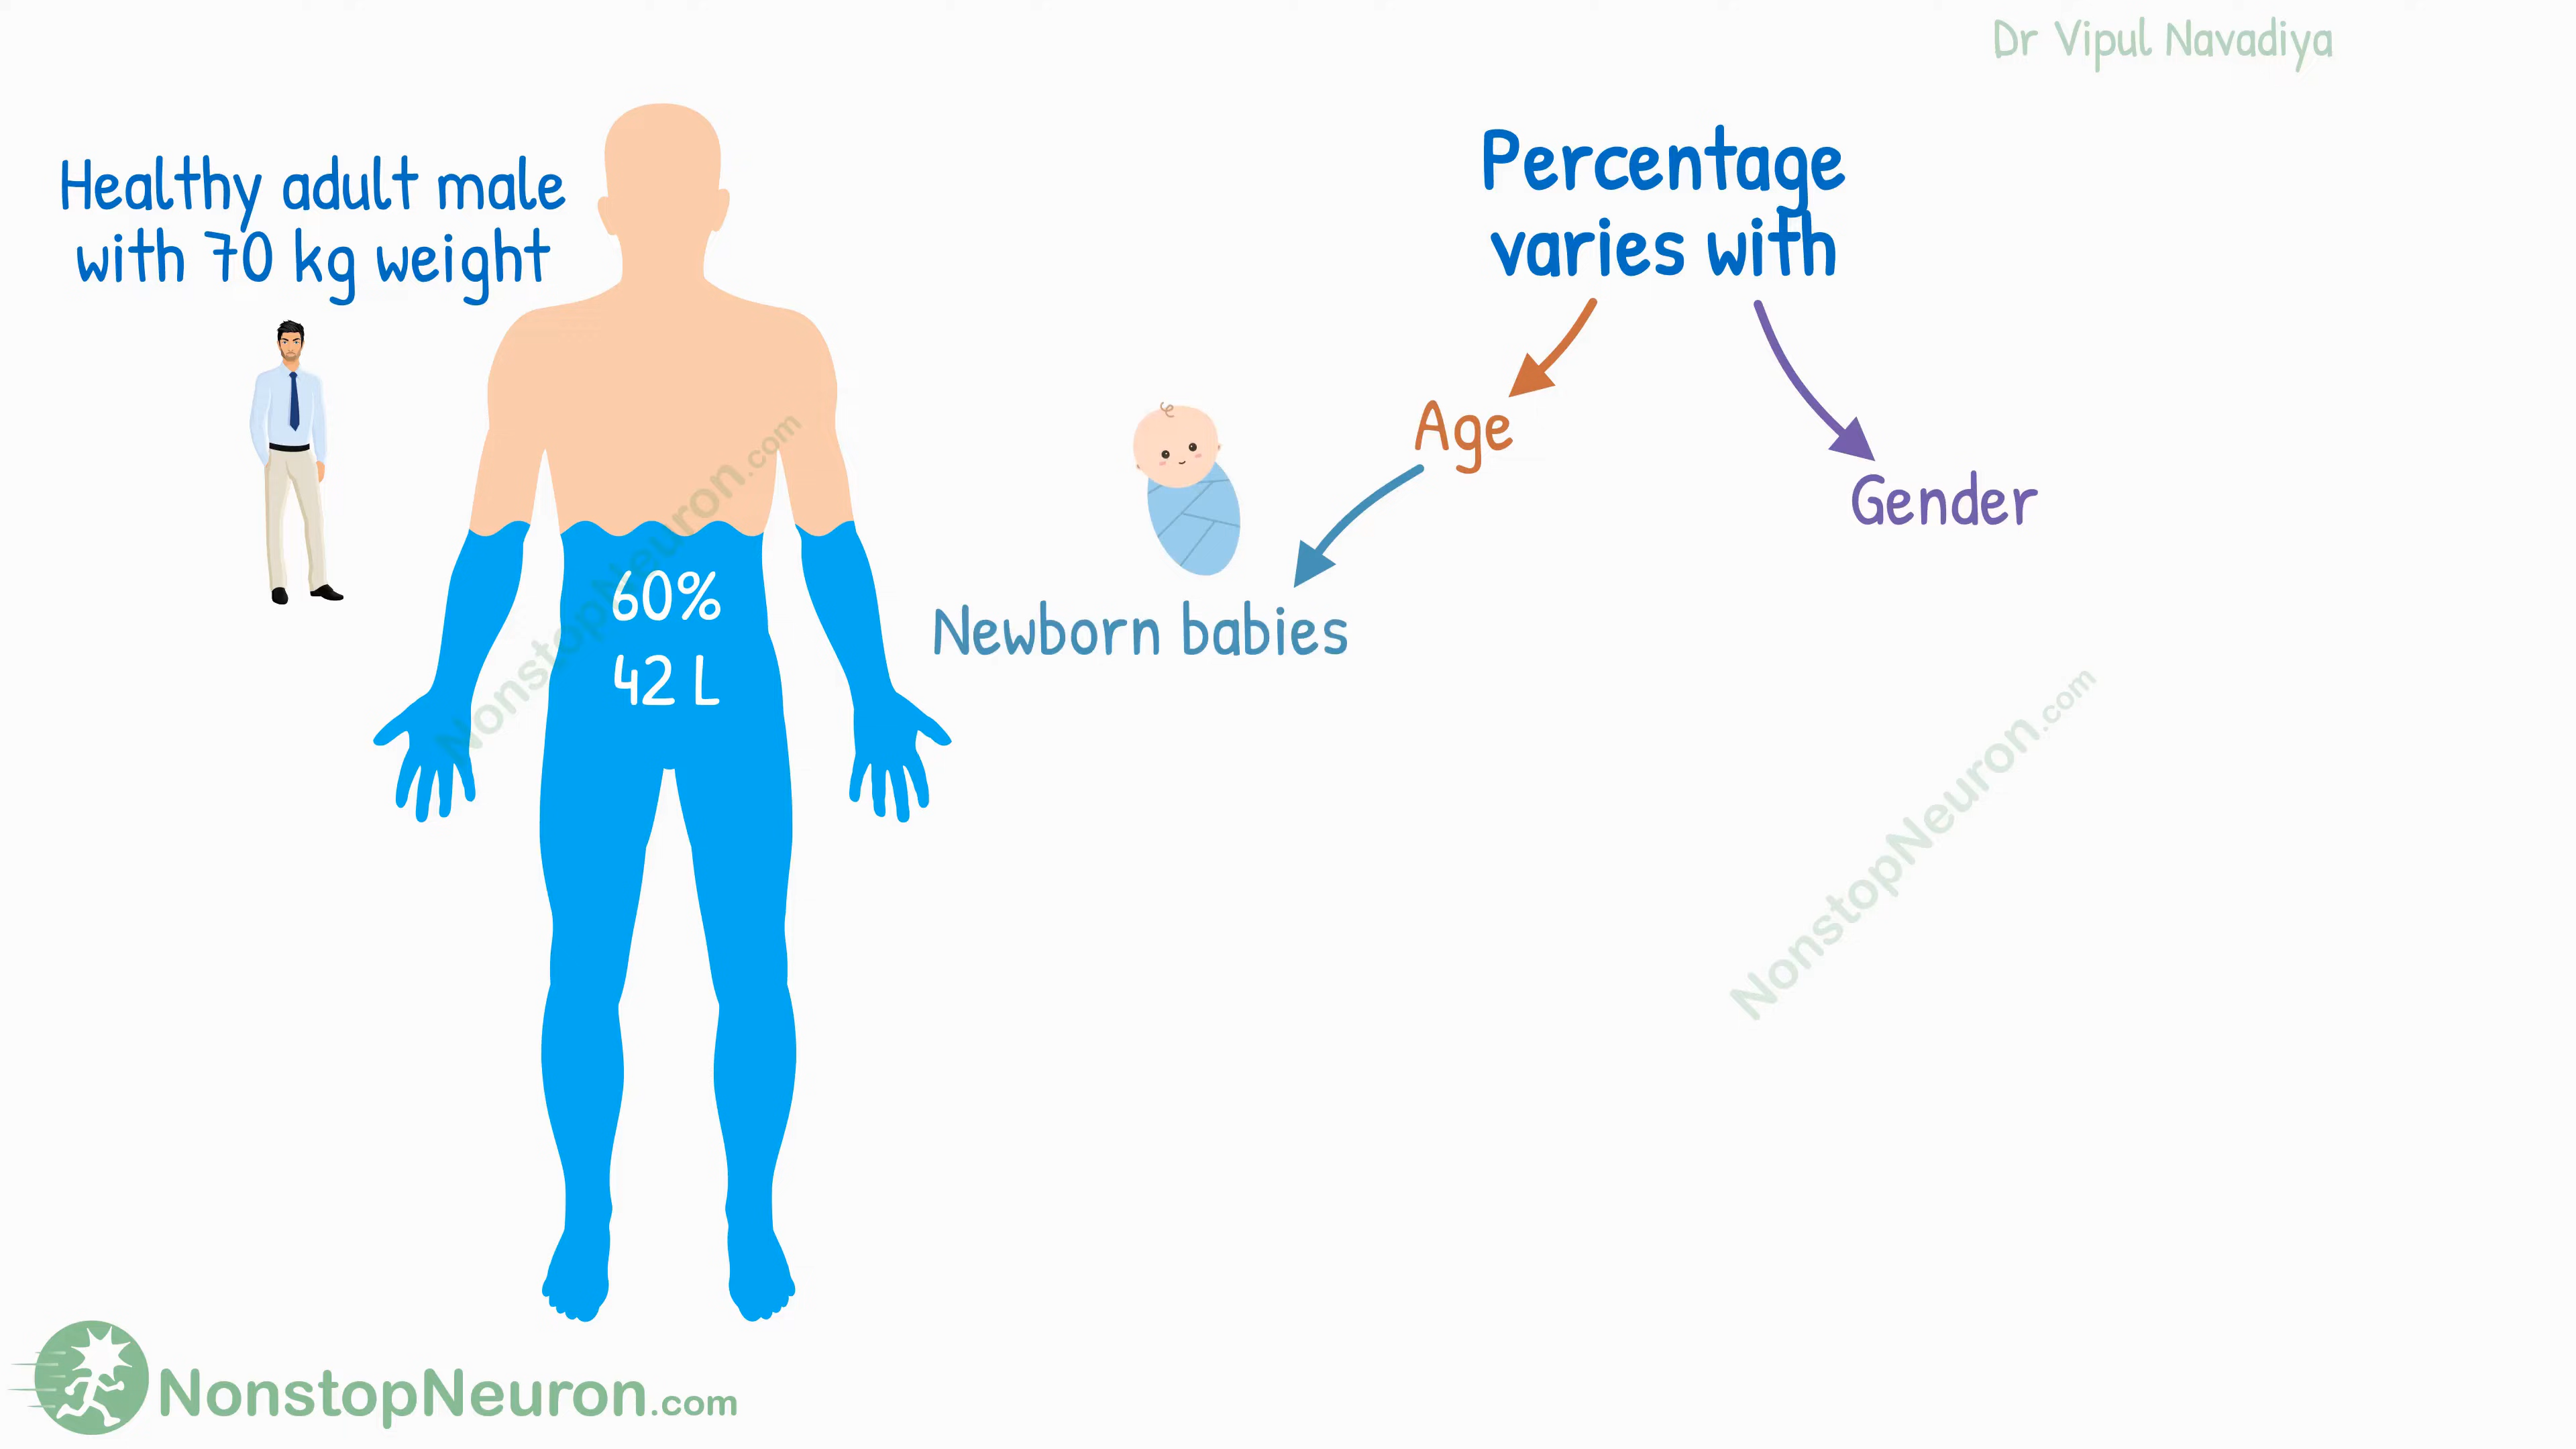 Dr Vipul Navadiya
Healthy adult male
with 70 kg weight
60%
42 L
Percentage
varies with
Age
Gender
Newborn babies
NonstopNeuron.com
NonstopNeuron.com
NonstopNeuron.com